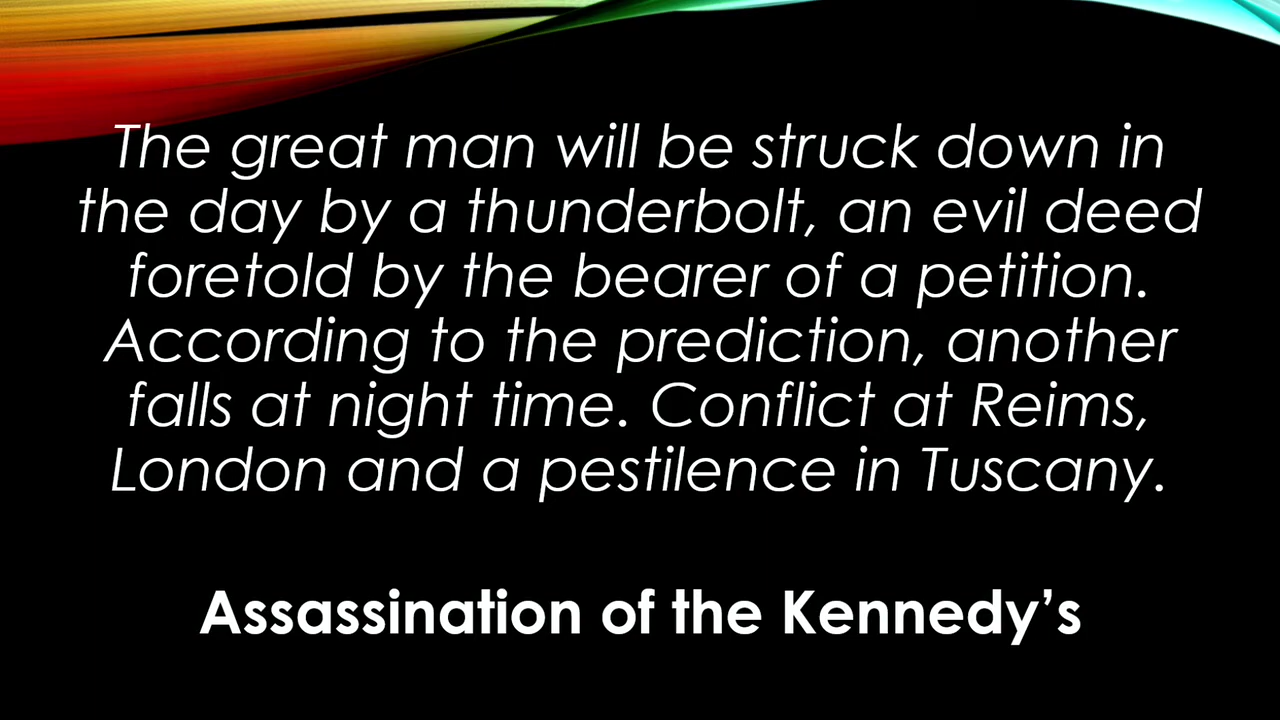 The great man will be struck down in
the day by a thunderbolt, an evil deed
foretold by the bearer of a petition.
According to the prediction, another
falls at night time. Conflict at Reims,
London and a pestilence in Tuscany.
Assassination of the Kennedy’s